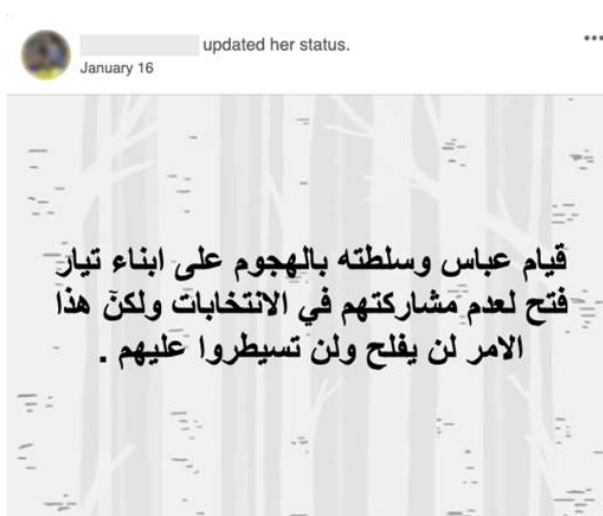 updated her status.
January 16
قيام عباس وسلطته بالهجوم على ابناء تيار
فتح لعدم مشاركتهم في الانتخابات ولكن هذا
الامر لن يفلح ولن تسيطروا عليهم .